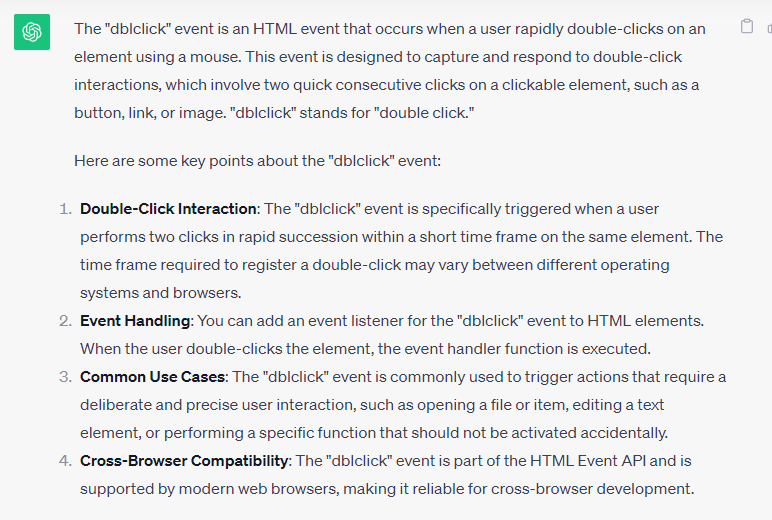 The "dblclick" event is an HTML event that occurs when a user rapidly double-clicks on an
element using a mouse. This event is designed to capture and respond to double-click
interactions, which involve two quick consecutive clicks on a clickable element, such as a
button, link, or image. "dblclick" stands for "double click."
Here are some key points about the "dblclick" event:
1. Double-Click Interaction: The "dblclick" event is specifically triggered when a user
performs two clicks in rapid succession within a short time frame on the same element. The
time frame required to register a double-click may vary between different operating
systems and browsers.
2. Event Handling: You can add an event listener for the "dblclick" event to HTML elements.
When the user double-clicks the element, the event handler function is executed.
3. Common Use Cases: The "dblclick" event is commonly used to trigger actions that require a
deliberate and precise user interaction, such as opening a file or item, editing a text
element, or performing a specific function that should not be activated accidentally.
4. Cross-Browser Compatibility: The "dblclick" event is part of the HTML Event API and is
supported by modern web browsers, making it reliable for cross-browser development.